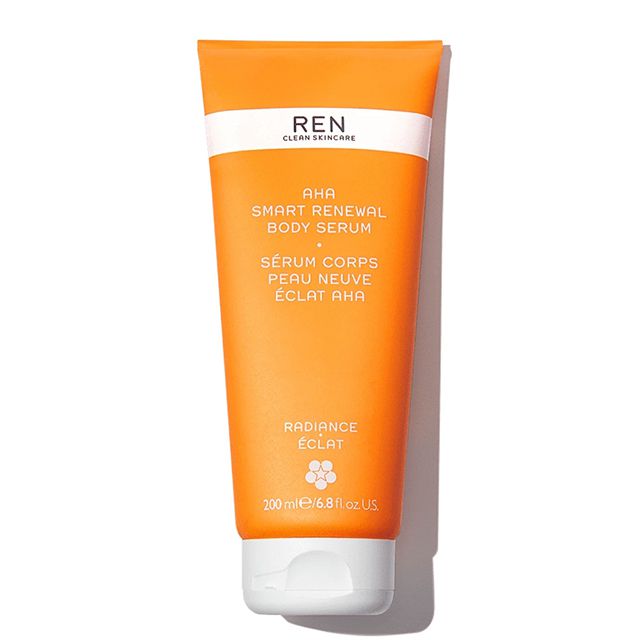 REN
CLEAN SKINCARE
AHA
SMART RENEWAL
BODY SERUM
•
SÉRUM CORPS
PEAU NEUVE
ÉCLAT AHA
RADIANCE
•
ÉCLAT
200 ml℮/6.8 fl. oz. U.S.